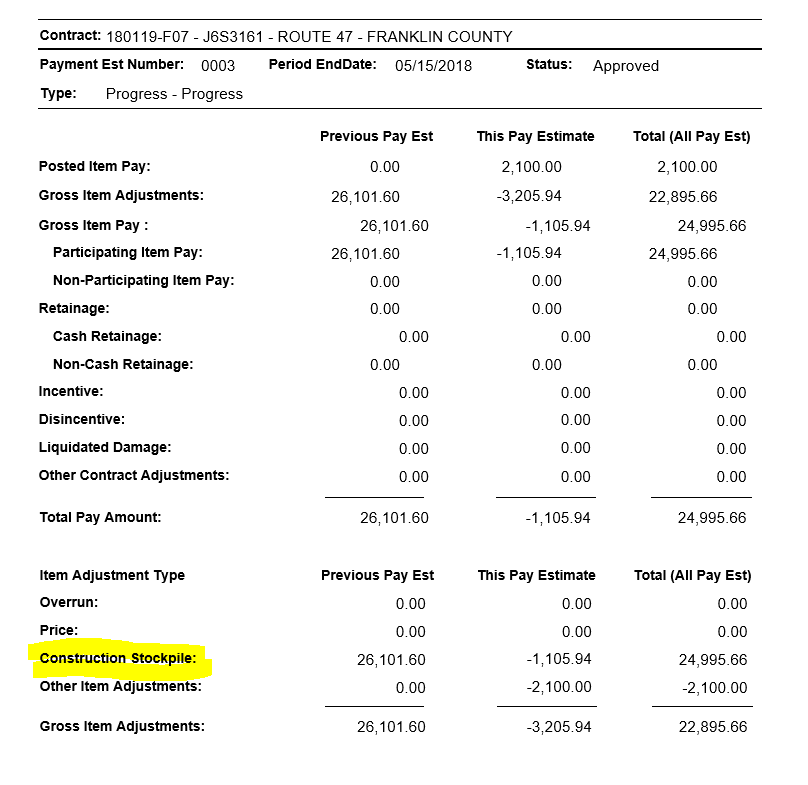 Contract: 180119-F07 - J6S3161 - ROUTE 47 - FRANKLIN COUNTY
Payment Est Number: 0003 Period EndDate: 05/15/2018 Status: Approved
Type: Progress - Progress
Previous Pay Est This Pay Estimate Total (All Pay Est)
Posted Item Pay: 0.00 2,100.00 2,100.00
Gross Item Adjustments: 26,101.60 -3,205.94 22,895.66
Gross Item Pay : 26,101.60 -1,105.94 24,995.66
Participating Item Pay: 26,101.60 -1,105.94 24,995.66
Non-Participating Item Pay: 0.00 0.00 0.00
Retainage: 0.00 0.00 0.00
Cash Retainage: 0.00 0.00 0.00
Non-Cash Retainage: 0.00 0.00 0.00
Incentive: 0.00 0.00 0.00
Disincentive: 0.00 0.00 0.00
Liquidated Damage: 0.00 0.00 0.00
Other Contract Adjustments: 0.00 0.00 0.00
Total Pay Amount: 26,101.60 -1,105.94 24,995.66
Item Adjustment Type Previous Pay Est This Pay Estimate Total (All Pay Est)
Overrun: 0.00 0.00 0.00
Price: 0.00 0.00 0.00
Construction Stockpile: 26,101.60 -1,105.94 24,995.66
Other Item Adjustments: 0.00 -2,100.00 -2,100.00
Gross Item Adjustments: 26,101.60 -3,205.94 22,895.66